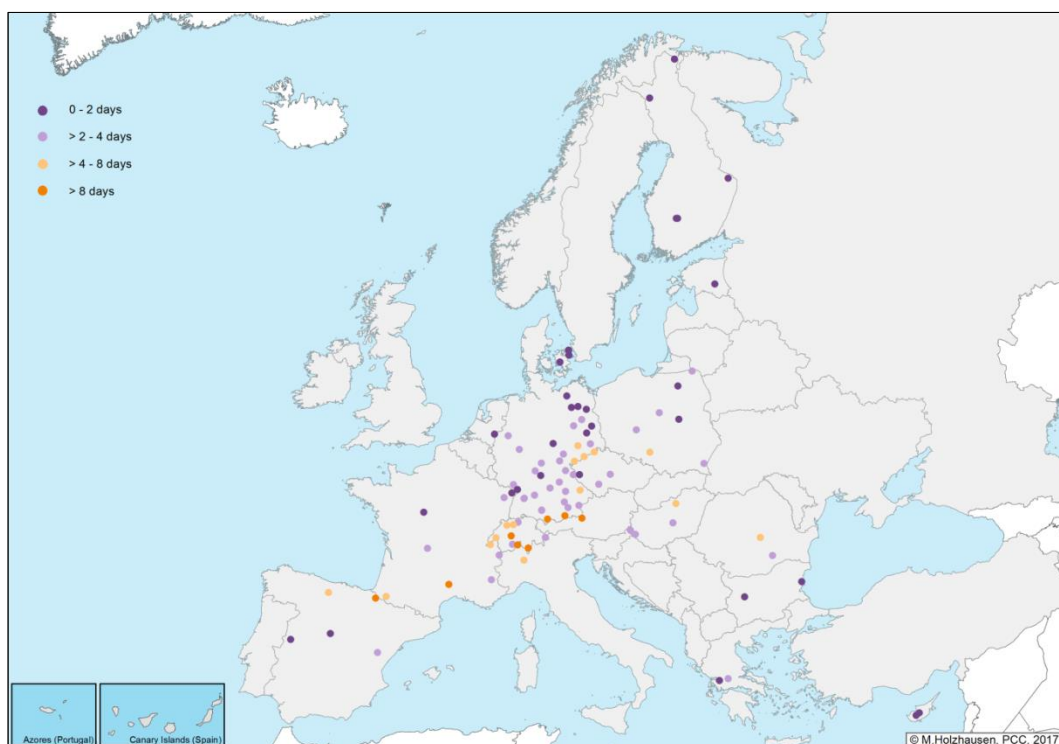 0 - 2 days
> 2 - 4 days
> 4 - 8 days
> 8 days
Azores (Portugal)
Canary Islands (Spain)
© M.Holzhausen, PCC, 2017